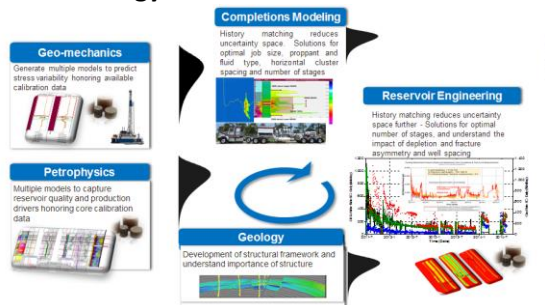 Completions Modeling
History matching reduces
uncertainty space. Solutions for
optimal job size, proppant and
fluid type, horizontal cluster
spacing and number of stages
Geo-mechanics
Generate multiple models to predict
stress variability honoring available
calibration data
Reservoir Engineering
History matching reduces uncertainty
space further - Solutions for optimal
number of stages, and understand the
impact of depletion and fracture
asymmetry and well spacing
Petrophysics
Multiple models to capture
reservoir quality and production
drivers honoring core calibration
data
Geology
Development of structural framework and
understand importance of structure